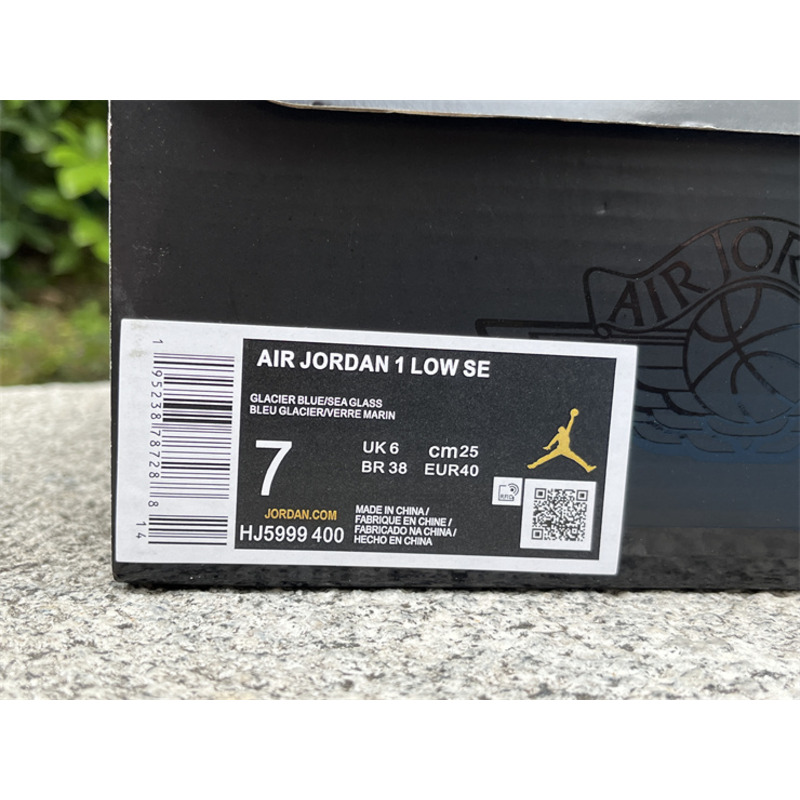 AIR JORDAN
AIR JORDAN 1 LOW SE
GLACIER BLUE/SEA GLASS
BLEU GLACIER/VERRE MARIN
7
UK 6 cm 25
BR 38 EUR 40
JORDAN.COM
HJ5999 400
MADE IN CHINA /
FABRIQUE EN CHINE /
FABRICADO NA CHINA /
HECHO EN CHINA
RFID
1 95238 78728 8
14